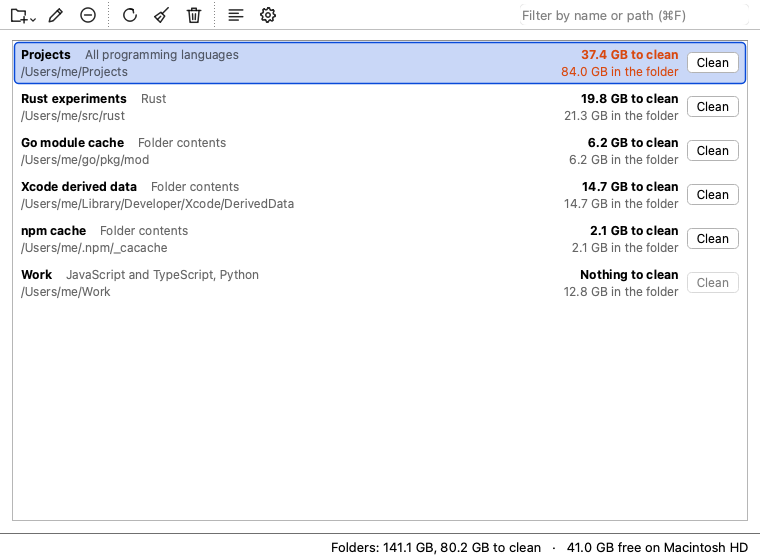 Filter by name or path (⌘F)
Projects All programming languages 37.4 GB to clean Clean
/Users/me/Projects 84.0 GB in the folder
Rust experiments Rust 19.8 GB to clean Clean
/Users/me/src/rust 21.3 GB in the folder
Go module cache Folder contents 6.2 GB to clean Clean
/Users/me/go/pkg/mod 6.2 GB in the folder
Xcode derived data Folder contents 14.7 GB to clean Clean
/Users/me/Library/Developer/Xcode/DerivedData 14.7 GB in the folder
npm cache Folder contents 2.1 GB to clean Clean
/Users/me/.npm/_cacache 2.1 GB in the folder
Work JavaScript and TypeScript, Python Nothing to clean Clean
/Users/me/Work 12.8 GB in the folder
Folders: 141.1 GB, 80.2 GB to clean · 41.0 GB free on Macintosh HD